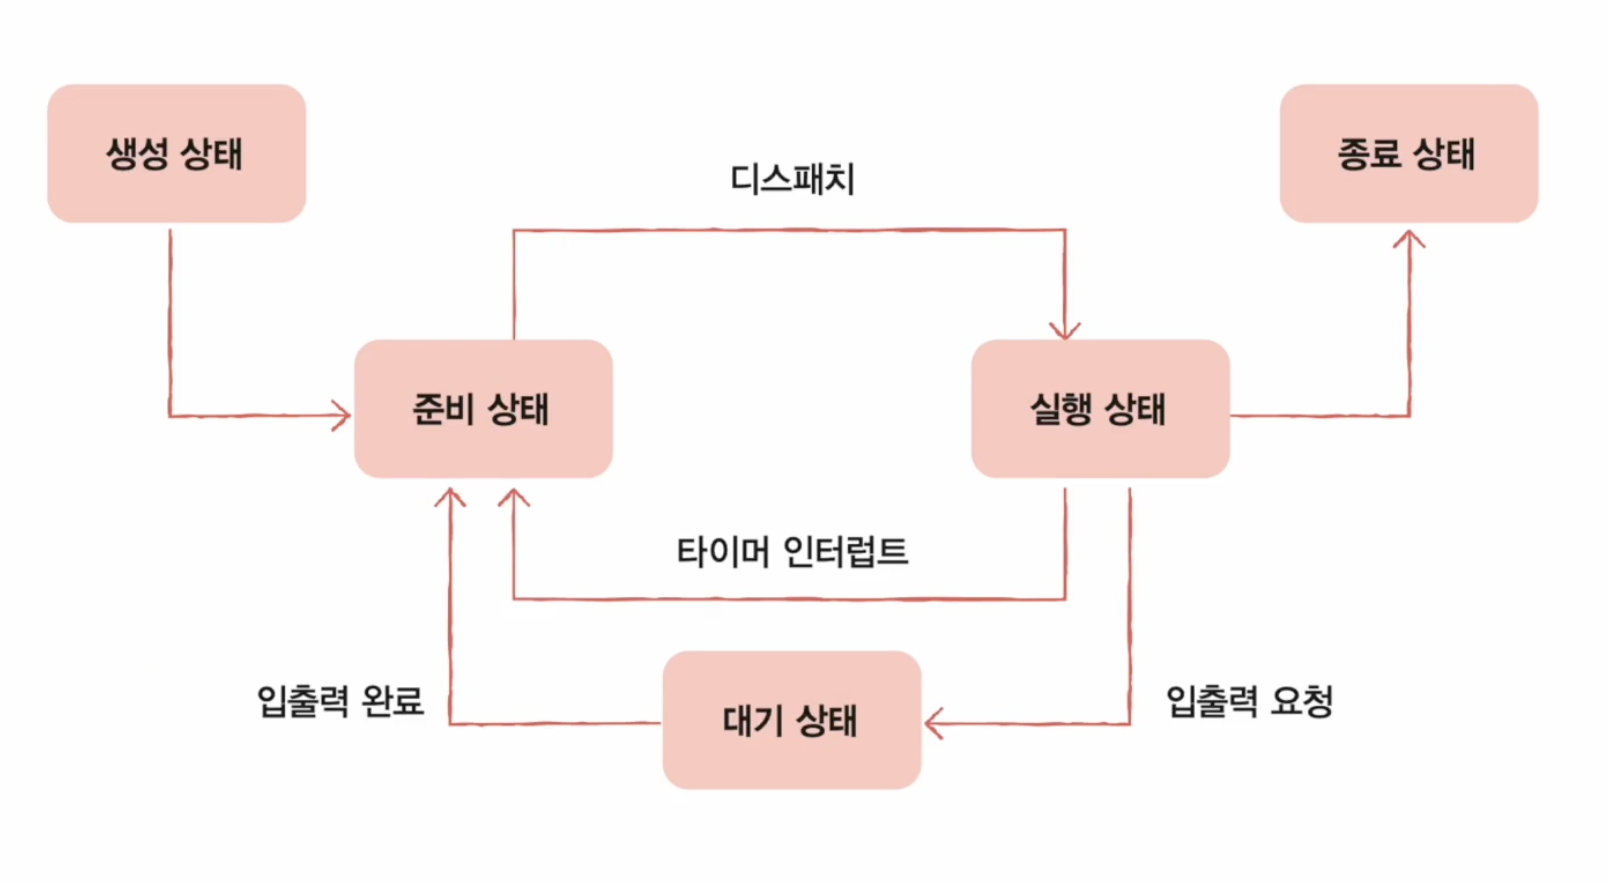 생성 상태
종료 상태
디스패치
준비 상태
실행 상태
타이머 인터럽트
입출력 완료
대기 상태
입출력 요청